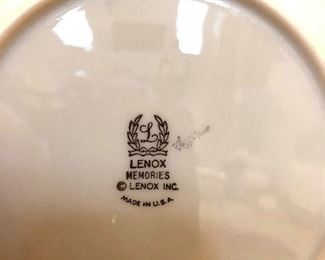 L
LENOX
MEMORIES
© LENOX INC.
MADE IN U.S.A.